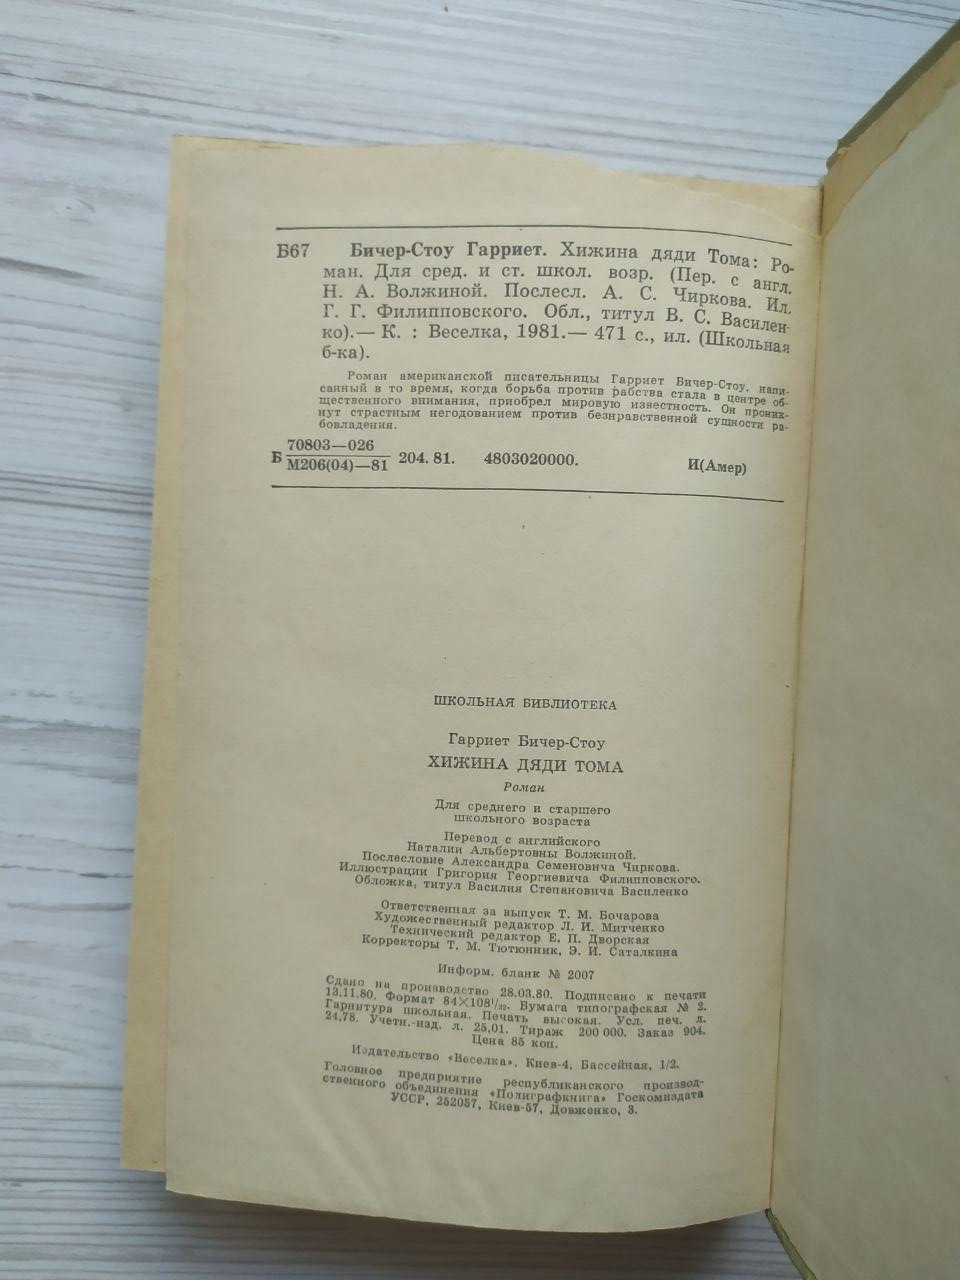 Б67 Бичер-Стоу Гарриет. Хижина дяди Тома: Ро-
ман. Для сред. и ст. школ. возр. (Пер. с англ.
Н. А. Волжиной. Послесл. А. С. Чиркова. Ил.
Г. Г. Филипповского. Обл., титул В. С. Василен-
ко).— К. : Веселка, 1981.— 471 с., ил. (Школьная
б-ка).
Роман американской писательницы Гарриет Бичер-Стоу, напи-
санный в то время, когда борьба против рабства стала в центре об-
щественного внимания, приобрел мировую известность. Он проник-
нут страстным негодованием против безнравственной сущности ра-
бовладения.
70803—026
Б М206(04)—81 204. 81. 4803020000. И(Амер)
ШКОЛЬНАЯ БИБЛИОТЕКА
Гарриет Бичер-Стоу
ХИЖИНА ДЯДИ ТОМА
Роман
Для среднего и старшего
школьного возраста
Перевод с английского
Наталии Альбертовны Волжиной.
Послесловие Александра Семеновича Чиркова.
Иллюстрации Григория Георгиевича Филипповского.
Обложка, титул Василия Степановича Василенко
Ответственная за выпуск Т. М. Бочарова
Художественный редактор Л. И. Митченко
Технический редактор Е. П. Дворская
Корректоры Т. М. Тютюнник, Э. И. Саталкина
Информ. бланк № 2007
Сдано на производство 28.03.80. Подписано к печати
13.11.80. Формат 84×108¹/₃₂. Бумага типографская № 2.
Гарнитура школьная. Печать высокая. Усл. печ. л.
24,78. Учетн.-изд. л. 25,01. Тираж 200 000. Заказ 904.
Цена 85 коп.
Издательство «Веселка», Киев-4, Бассейная, 1/2.
Головное предприятие республиканского производ-
ственного объединения «Полиграфкнига» Госкомиздата
УССР, 252057, Киев-57, Довженко, 3.